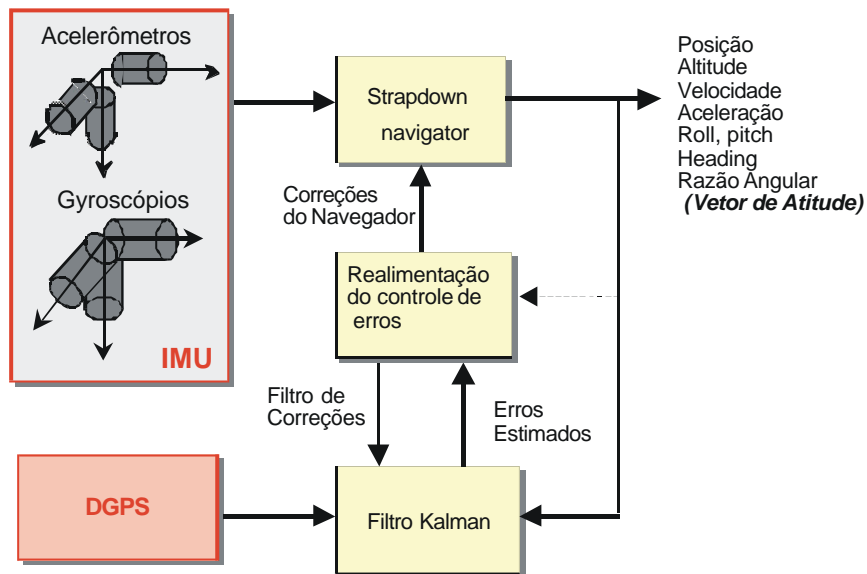 Acelerômetros
Gyroscópios
IMU
Strapdown
navigator
Posição
Altitude
Velocidade
Aceleração
Roll, pitch
Heading
Razão Angular
(Vetor de Atitude)
Correções
do Navegador
Realimentação
do controle de
erros
Filtro de
Correções
Erros
Estimados
DGPS
Filtro Kalman